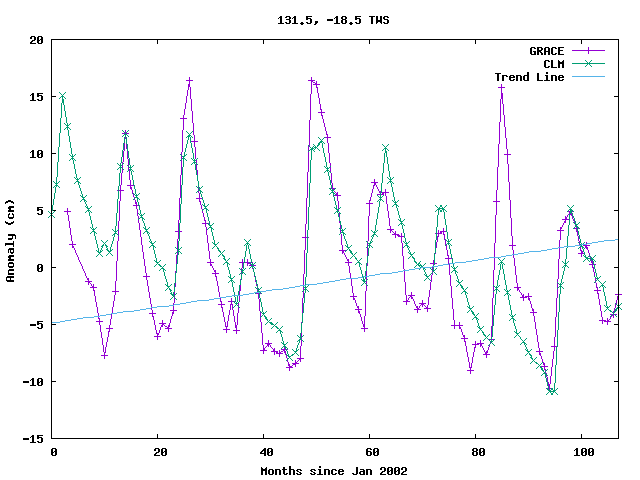 131.5, -18.5 TWS
GRACE
CLM
Trend Line
20
15
10
5
0
-5
-10
-15
Anomaly (cm)
0 20 40 60 80 100
Months since Jan 2002